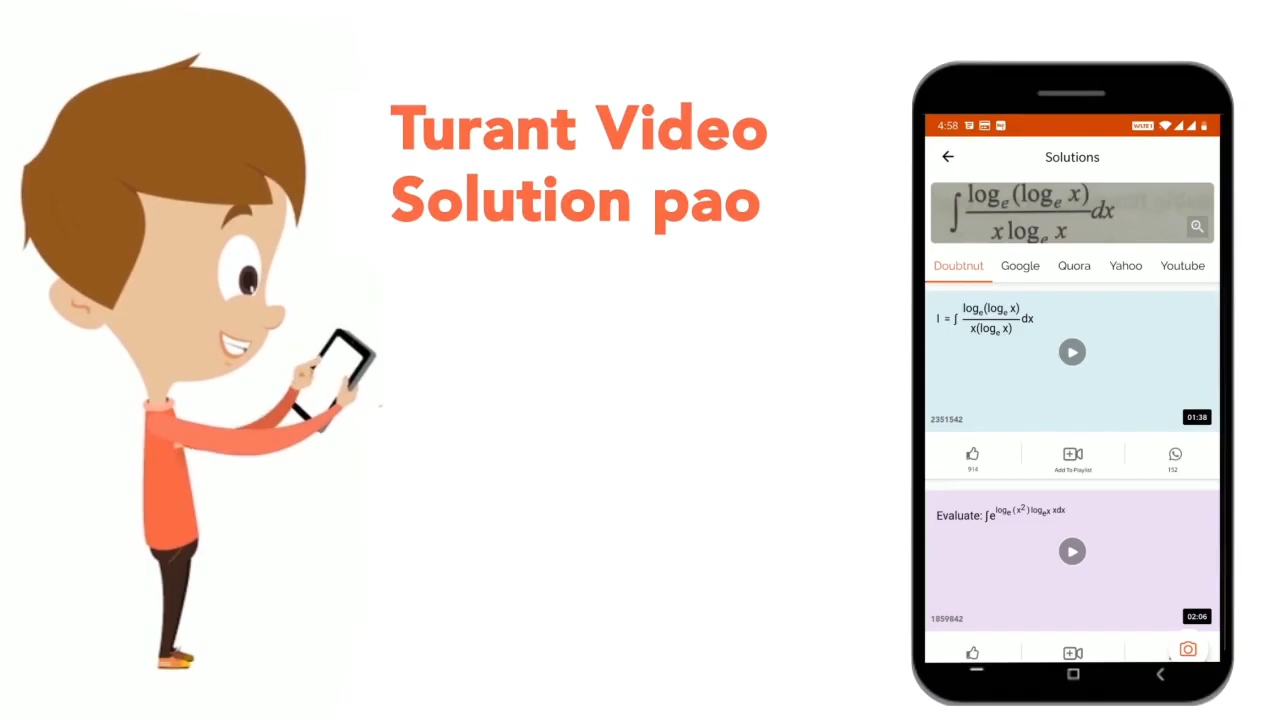 Turant Video
Solution pao
4:58
VoLTE1
Solutions
∫ logₑ(logₑ x) / x logₑ x dx
Doubtnut Google Quora Yahoo Youtube
I = ∫ logₑ(logₑ x) / x(logₑ x) dx
2351542 01:38
914 Add To Playlist 152
Evaluate: ∫e^logₑ(x²)logₑx xdx
1859842 02:06